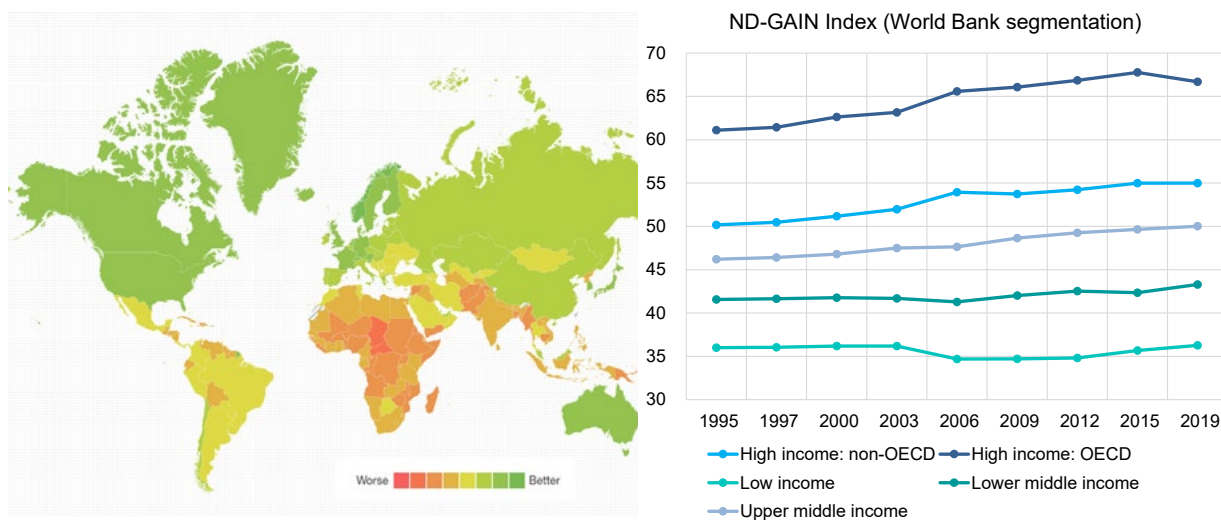 Worse Better
ND-GAIN Index (World Bank segmentation)
70
65
60
55
50
45
40
35
30
1995 1997 2000 2003 2006 2009 2012 2015 2019
High income: non-OECD High income: OECD
Low income Lower middle income
Upper middle income